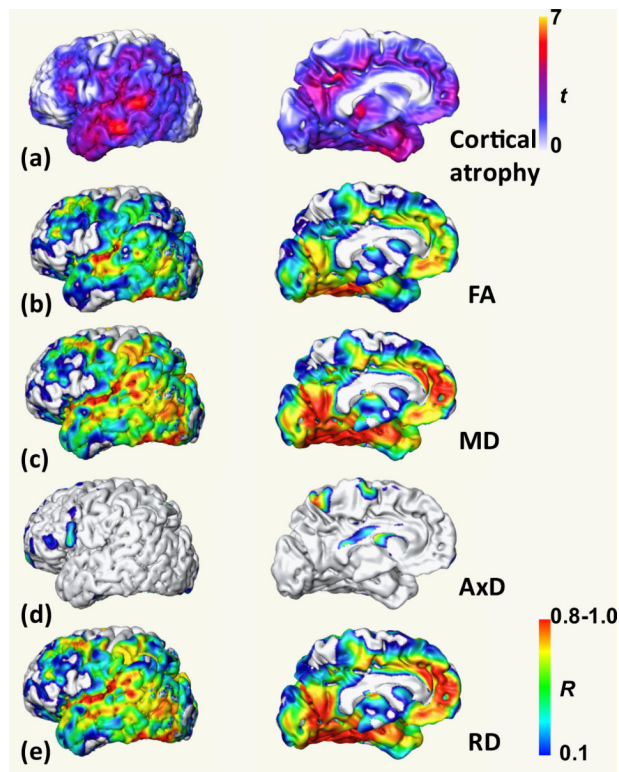 7
t
0
(a)
Cortical
atrophy
(b)
FA
(c)
MD
(d)
AxD
0.8-1.0
R
(e)
RD
0.1